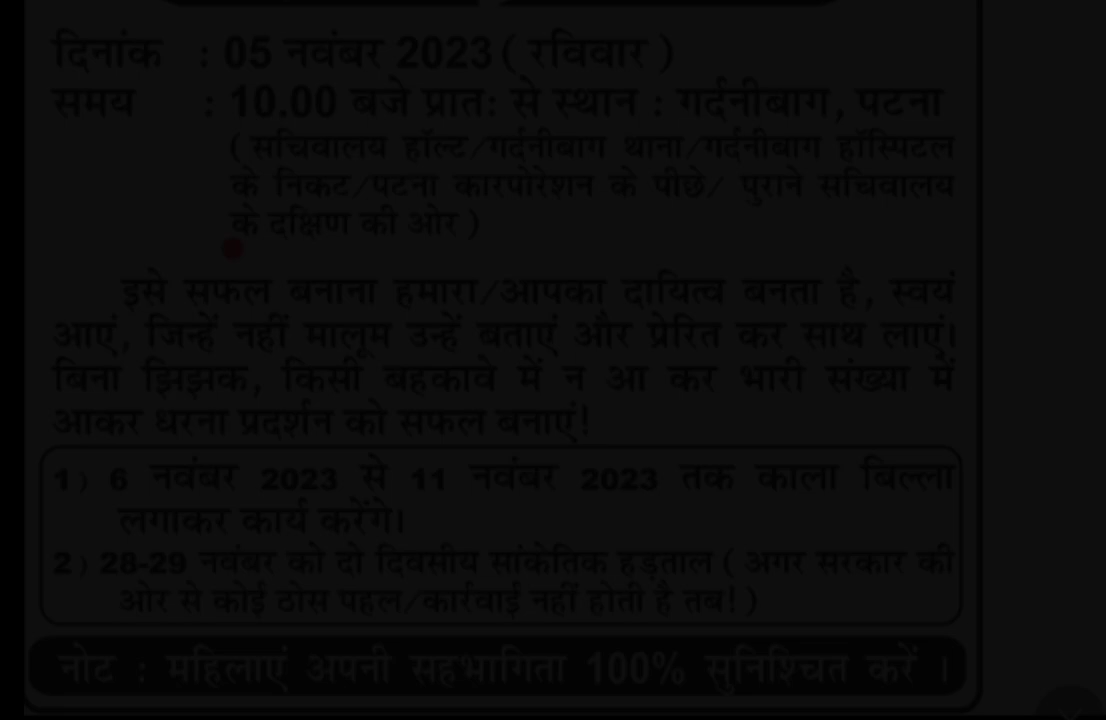 दिनांक : 05 नवंबर 2023 ( रविवार )
समय : 10.00 बजे प्रातः से स्थान : गर्दनीबाग, पटना
( सचिवालय हॉल्ट/गर्दनीबाग थाना/गर्दनीबाग हॉस्पिटल
के निकट/पटना कारपोरेशन के पीछे/ पुराने सचिवालय
के दक्षिण की ओर )
इसे सफल बनाना हमारा/आपका दायित्व बनता है, स्वयं
आएं, जिन्हें नहीं मालूम उन्हें बताएं और प्रेरित कर साथ लाएं।
बिना झिझक, किसी बहकावे में न आ कर भारी संख्या में
आकर धरना प्रदर्शन को सफल बनाएं!
1) 6 नवंबर 2023 से 11 नवंबर 2023 तक काला बिल्ला
लगाकर कार्य करेंगे।
2) 28-29 नवंबर को दो दिवसीय सांकेतिक हड़ताल ( अगर सरकार की
ओर से कोई ठोस पहल/कार्रवाई नहीं होती है तब! )
नोट : महिलाएं अपनी सहभागिता 100% सुनिश्चित करें ।